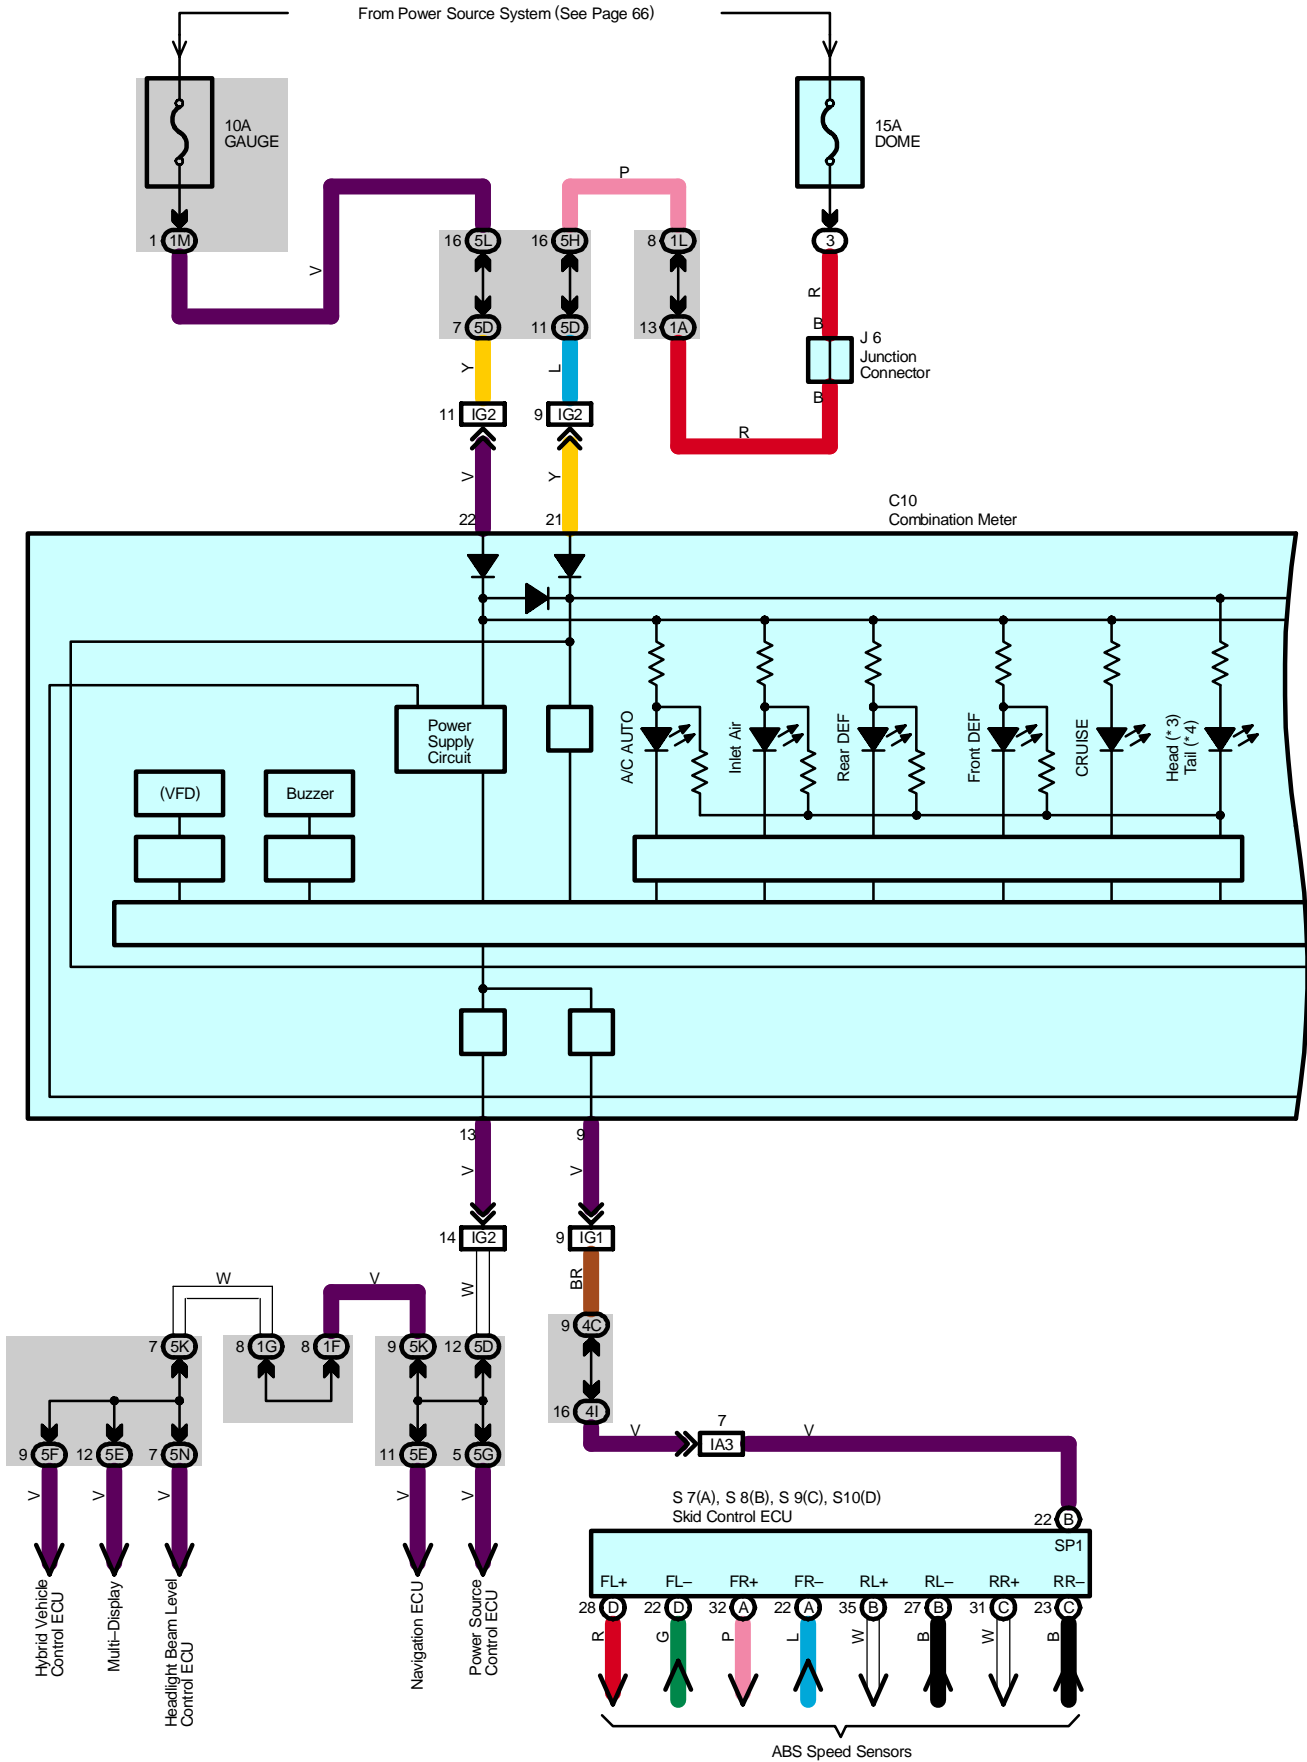 From Power Source System (See Page 66)
10A
GAUGE
15A
DOME
P
1 1M
16 5L
16 5H
8 1L
3
V
R
7 5D
11 5D
13 1A
B
J 6
Junction
Connector
Y
L
B
11 IG2
9 IG2
R
V
Y
C10
Combination Meter
22
21
Power
Supply
Circuit
A/C AUTO
Inlet Air
Rear DEF
Front DEF
CRUISE
Head (*3)
Tail (*4)
(VFD)
Buzzer
13
9
V
V
14 IG2
9 IG1
W
V
W
BR
9 4C
7 5K
8 1G
8 1F
9 5K
12 5D
16 4I
V
7
IA3
V
9 5F
12 5E
7 5N
11 5E
5 5G
V
V
V
V
V
S 7(A), S 8(B), S 9(C), S10(D)
Skid Control ECU
22 B
SP1
FL+
FL–
FR+
FR–
RL+
RL–
RR+
RR–
28 D
22 D
32 A
22 A
35 B
27 B
31 C
23 C
R
G
P
L
W
B
W
B
Hybrid Vehicle
Control ECU
Multi–Display
Headlight Beam Level
Control ECU
Navigation ECU
Power Source
Control ECU
ABS Speed Sensors